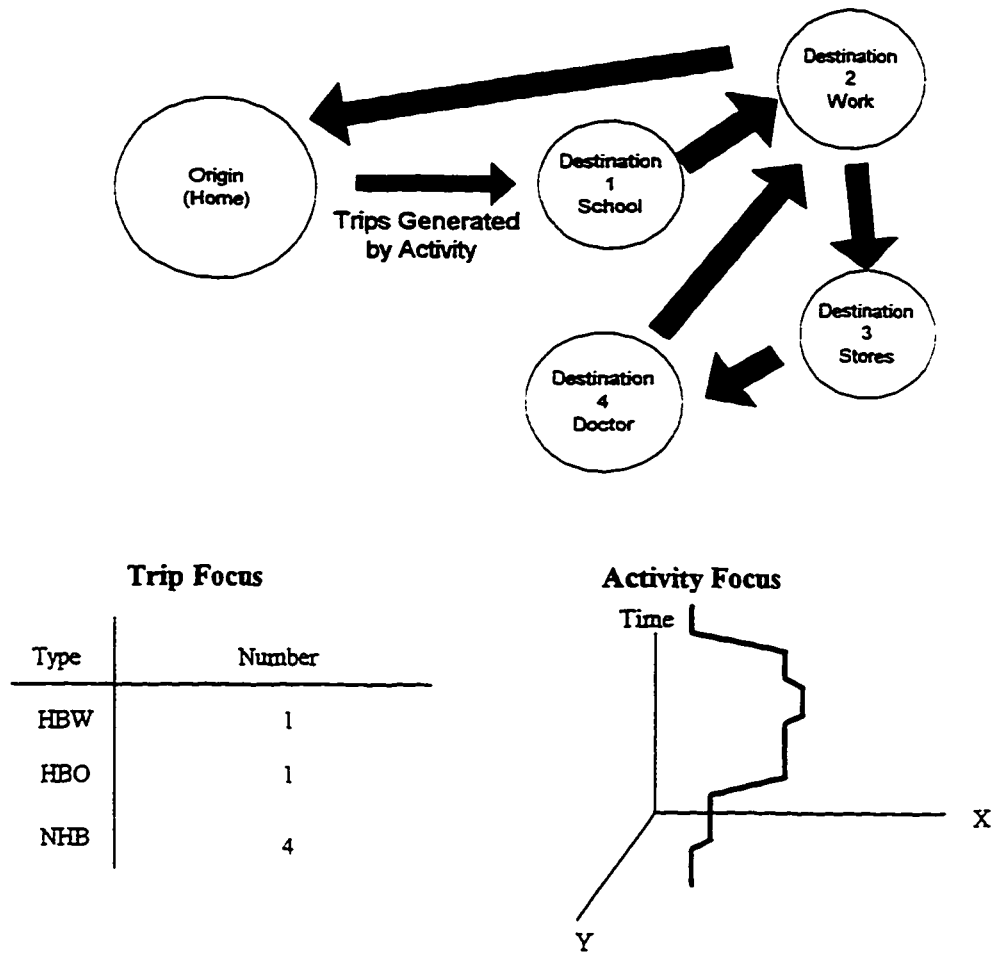 Destination
2
Work
Origin
(Home)
Destination
1
School
Trips Generated
by Activity
Destination
3
Stores
Destination
4
Doctor
Trip Focus
Activity Focus
Time
Type Number
HBW 1
HBO 1
NHB 4
X
Y